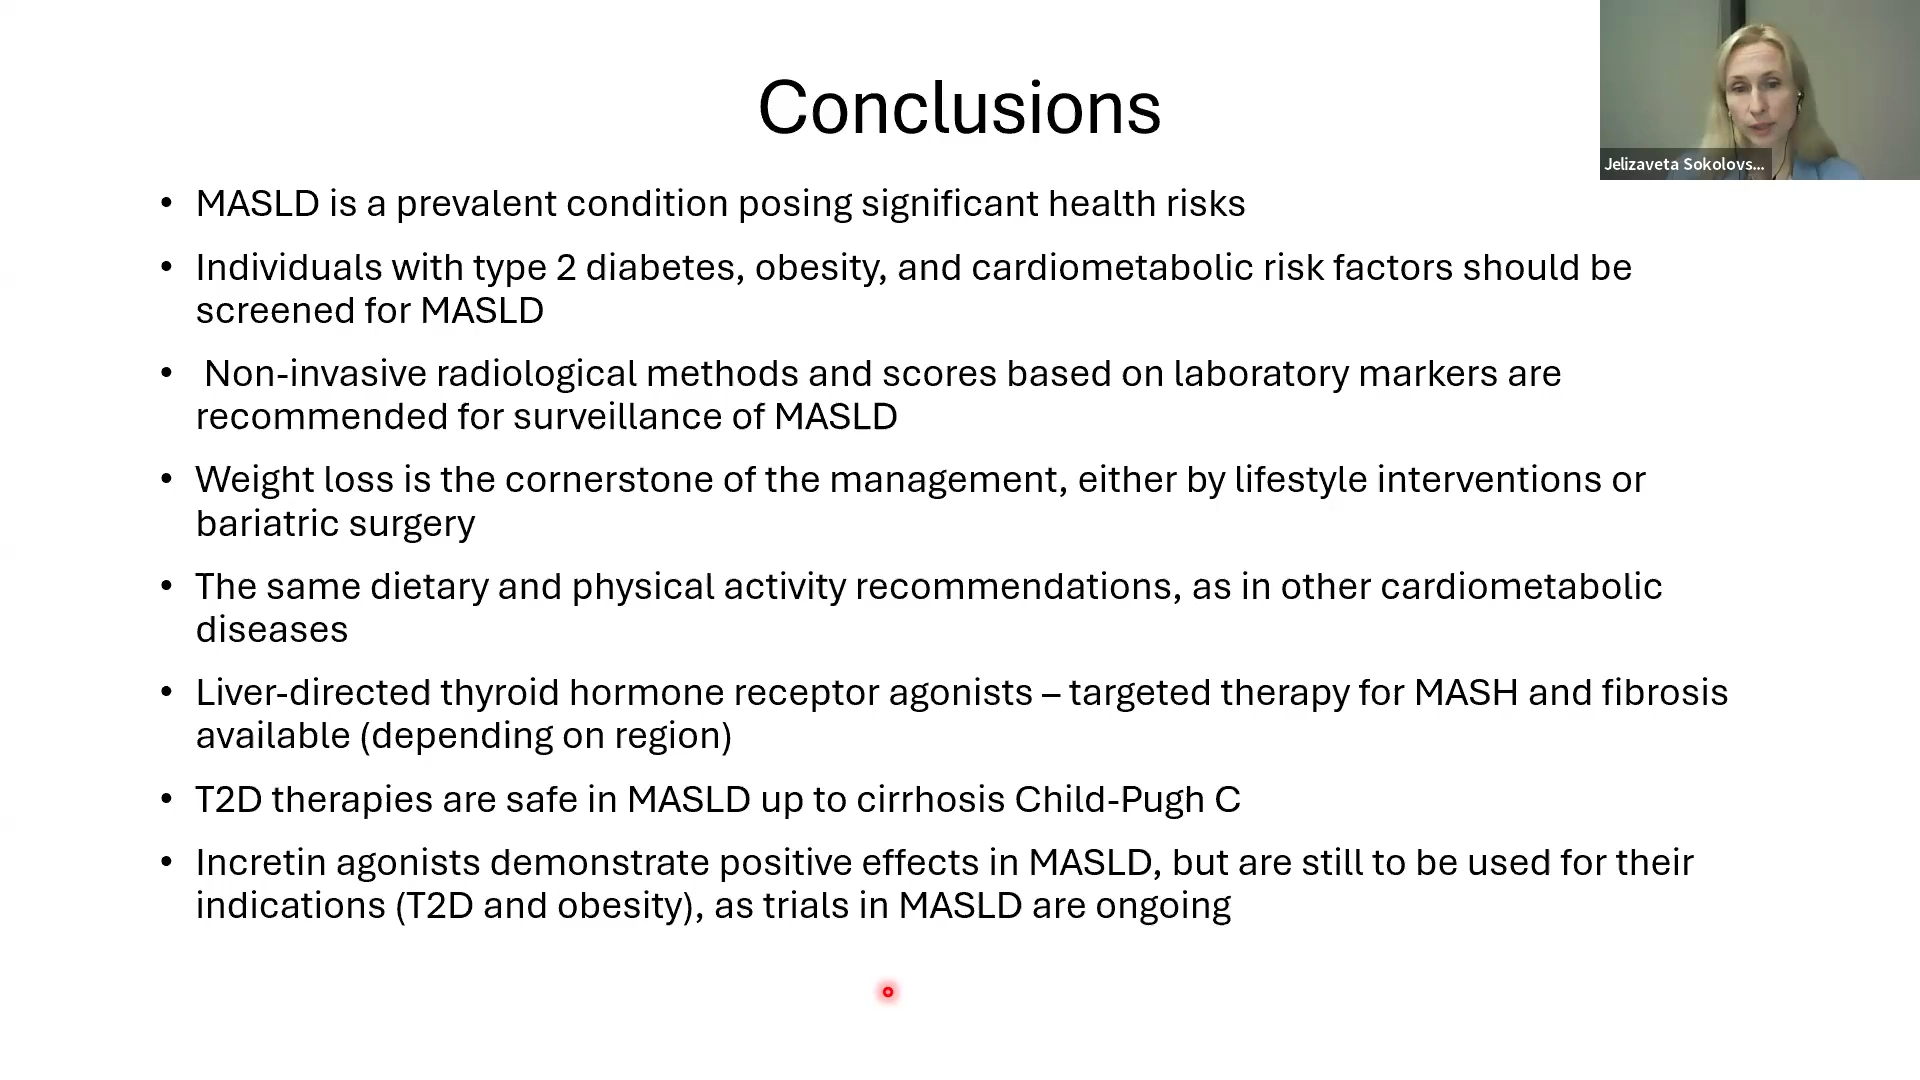 Conclusions
Jelizaveta Sokolovs...
• MASLD is a prevalent condition posing significant health risks
• Individuals with type 2 diabetes, obesity, and cardiometabolic risk factors should be
screened for MASLD
• Non-invasive radiological methods and scores based on laboratory markers are
recommended for surveillance of MASLD
• Weight loss is the cornerstone of the management, either by lifestyle interventions or
bariatric surgery
• The same dietary and physical activity recommendations, as in other cardiometabolic
diseases
• Liver-directed thyroid hormone receptor agonists – targeted therapy for MASH and fibrosis
available (depending on region)
• T2D therapies are safe in MASLD up to cirrhosis Child-Pugh C
• Incretin agonists demonstrate positive effects in MASLD, but are still to be used for their
indications (T2D and obesity), as trials in MASLD are ongoing